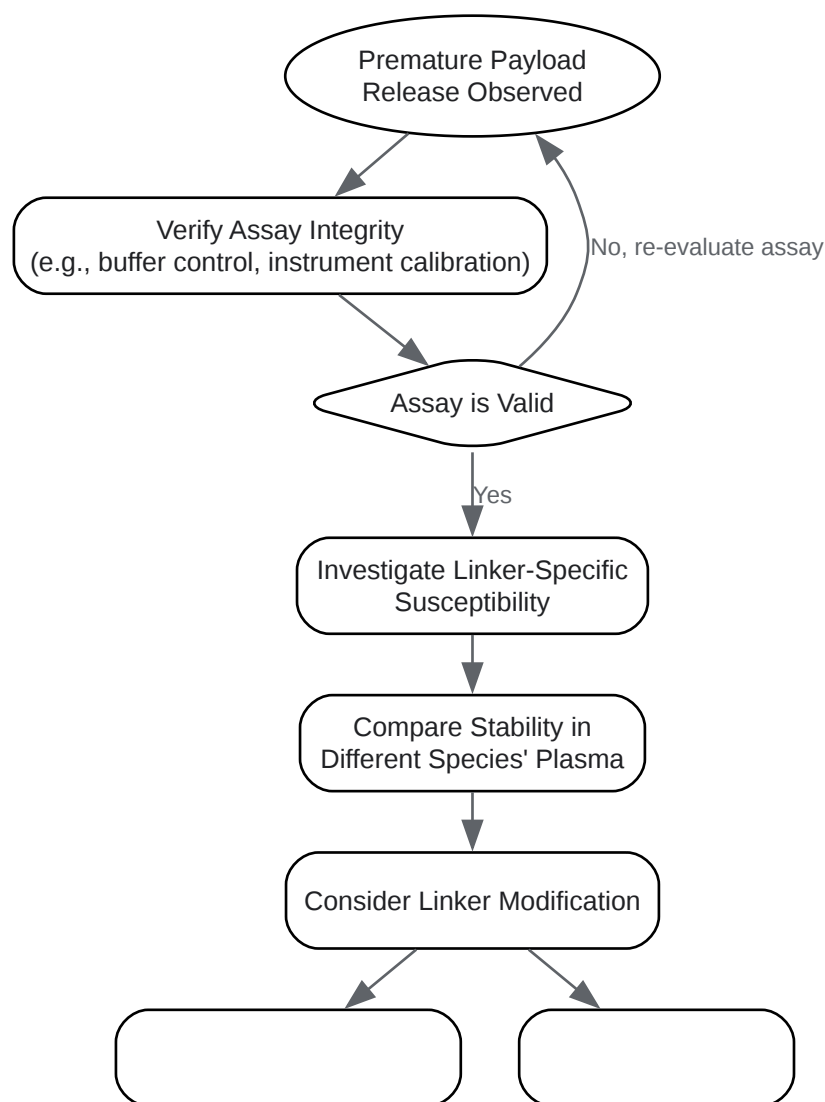 Premature Payload
Release Observed
Verify Assay Integrity
(e.g., buffer control, instrument calibration)
No, re-evaluate assay
Assay is Valid
Yes
Investigate Linker-Specific
Susceptibility
Compare Stability in
Different Species' Plasma
Consider Linker Modification